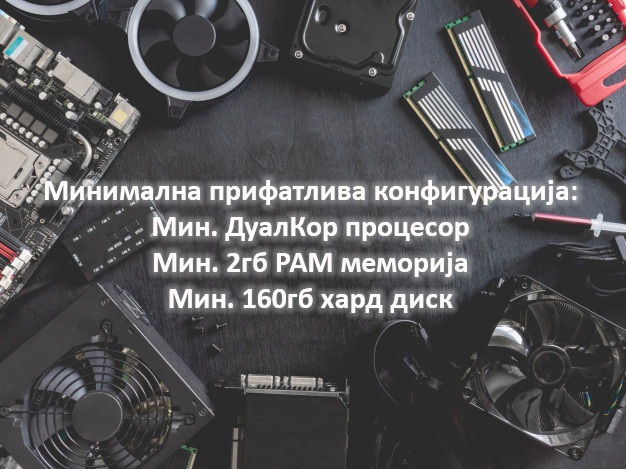 Минимална прифатлива конфигурација:
Мин. ДуалКор процесор
Мин. 2гб РАМ меморија
Мин. 160гб хард диск